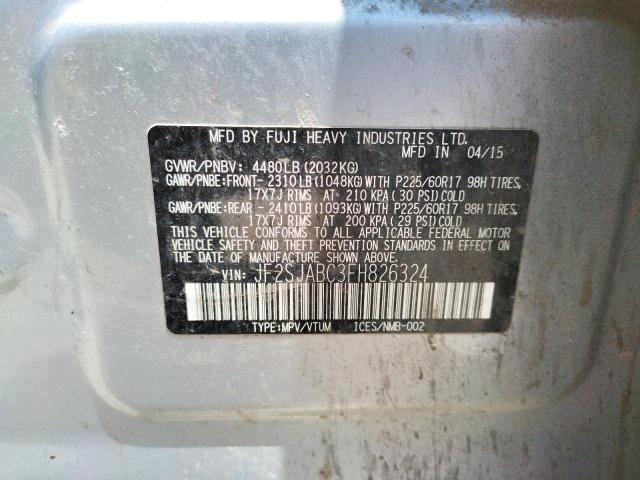 MFD BY FUJI HEAVY INDUSTRIES LTD.
MFD IN 04/15
GVWR/PNBV: 4480LB (2032KG)
GAWR/PNBE:FRONT- 2310LB (1048KG) WITH P225/60R17 98H TIRES,
17X7J RIMS AT 210 KPA ( 30 PSI) COLD
GAWR/PNBE:REAR - 2410LB (1093KG) WITH P225/60R17 98H TIRES,
17X7J RIMS AT 200 KPA ( 29 PSI) COLD
THIS VEHICLE CONFORMS TO ALL APPLICABLE FEDERAL MOTOR
VEHICLE SAFETY AND THEFT PREVENTION STANDARDS IN EFFECT ON
THE DATE OF MANUFACTURE SHOWN ABOVE.
VIN: JF2SJABC3FH826324
TYPE:MPV/VTUM ICES/NMB-002